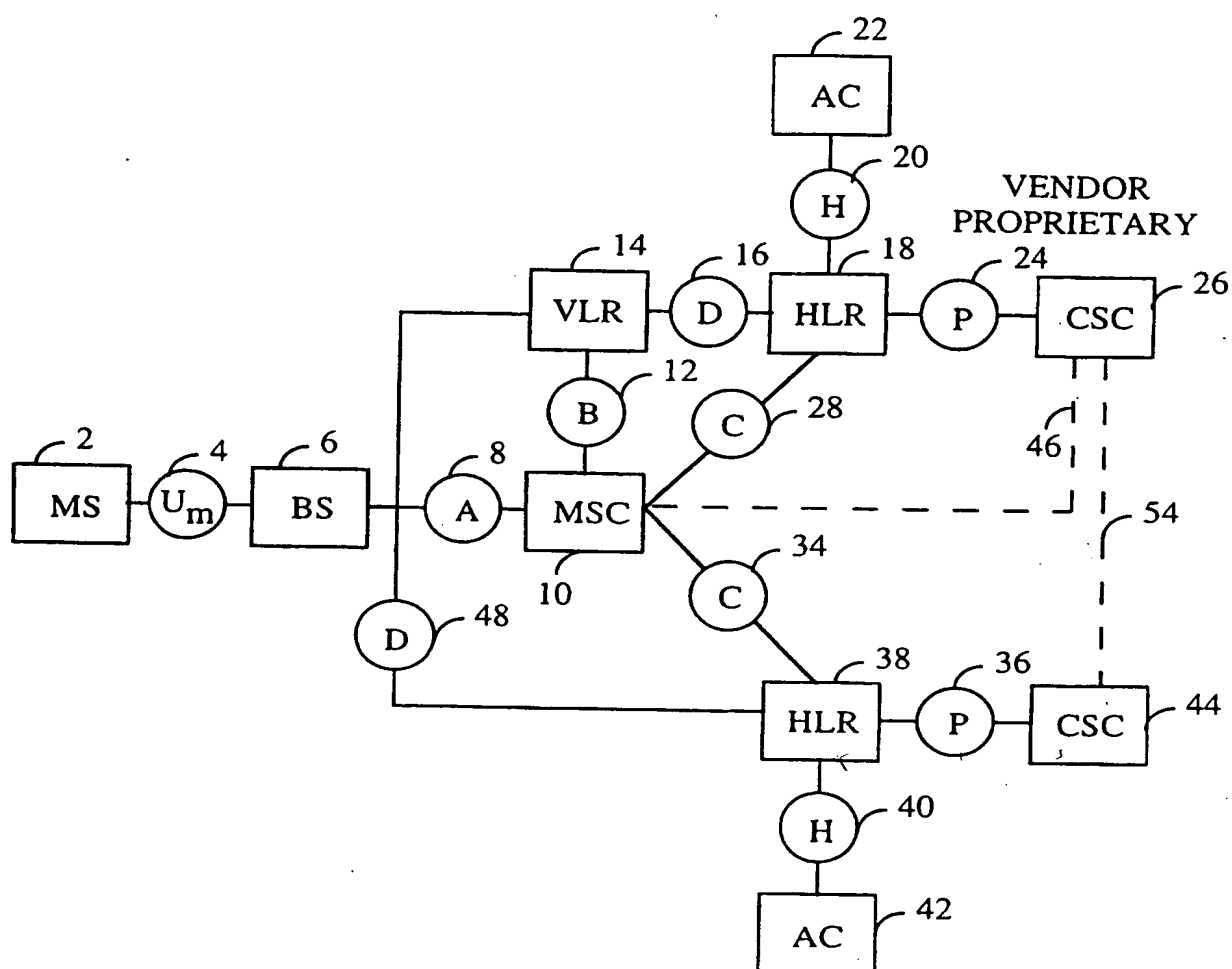 22
AC
20
H
VENDOR
PROPRIETARY
14
16
18
24
26
VLR
D
HLR
P
CSC
12
B
C
28
46
2
4
6
8
MS
Um
BS
A
MSC
54
10
34
C
D
48
38
36
44
HLR
P
CSC
40
H
42
AC